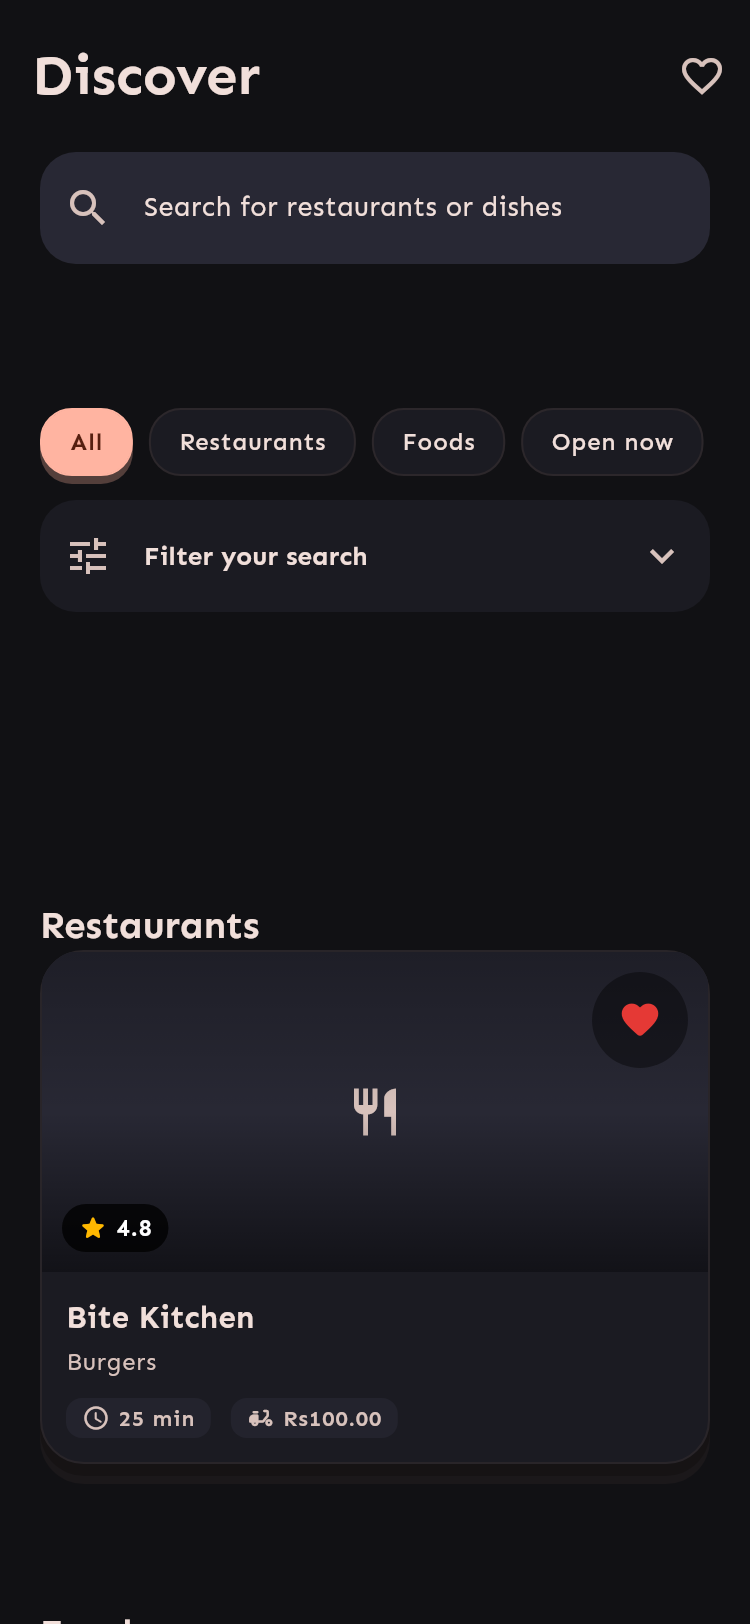 Discover
Search for restaurants or dishes
All
Restaurants
Foods
Open now
Filter your search
Restaurants
4.8
Bite Kitchen
Burgers
25 min
Rs100.00